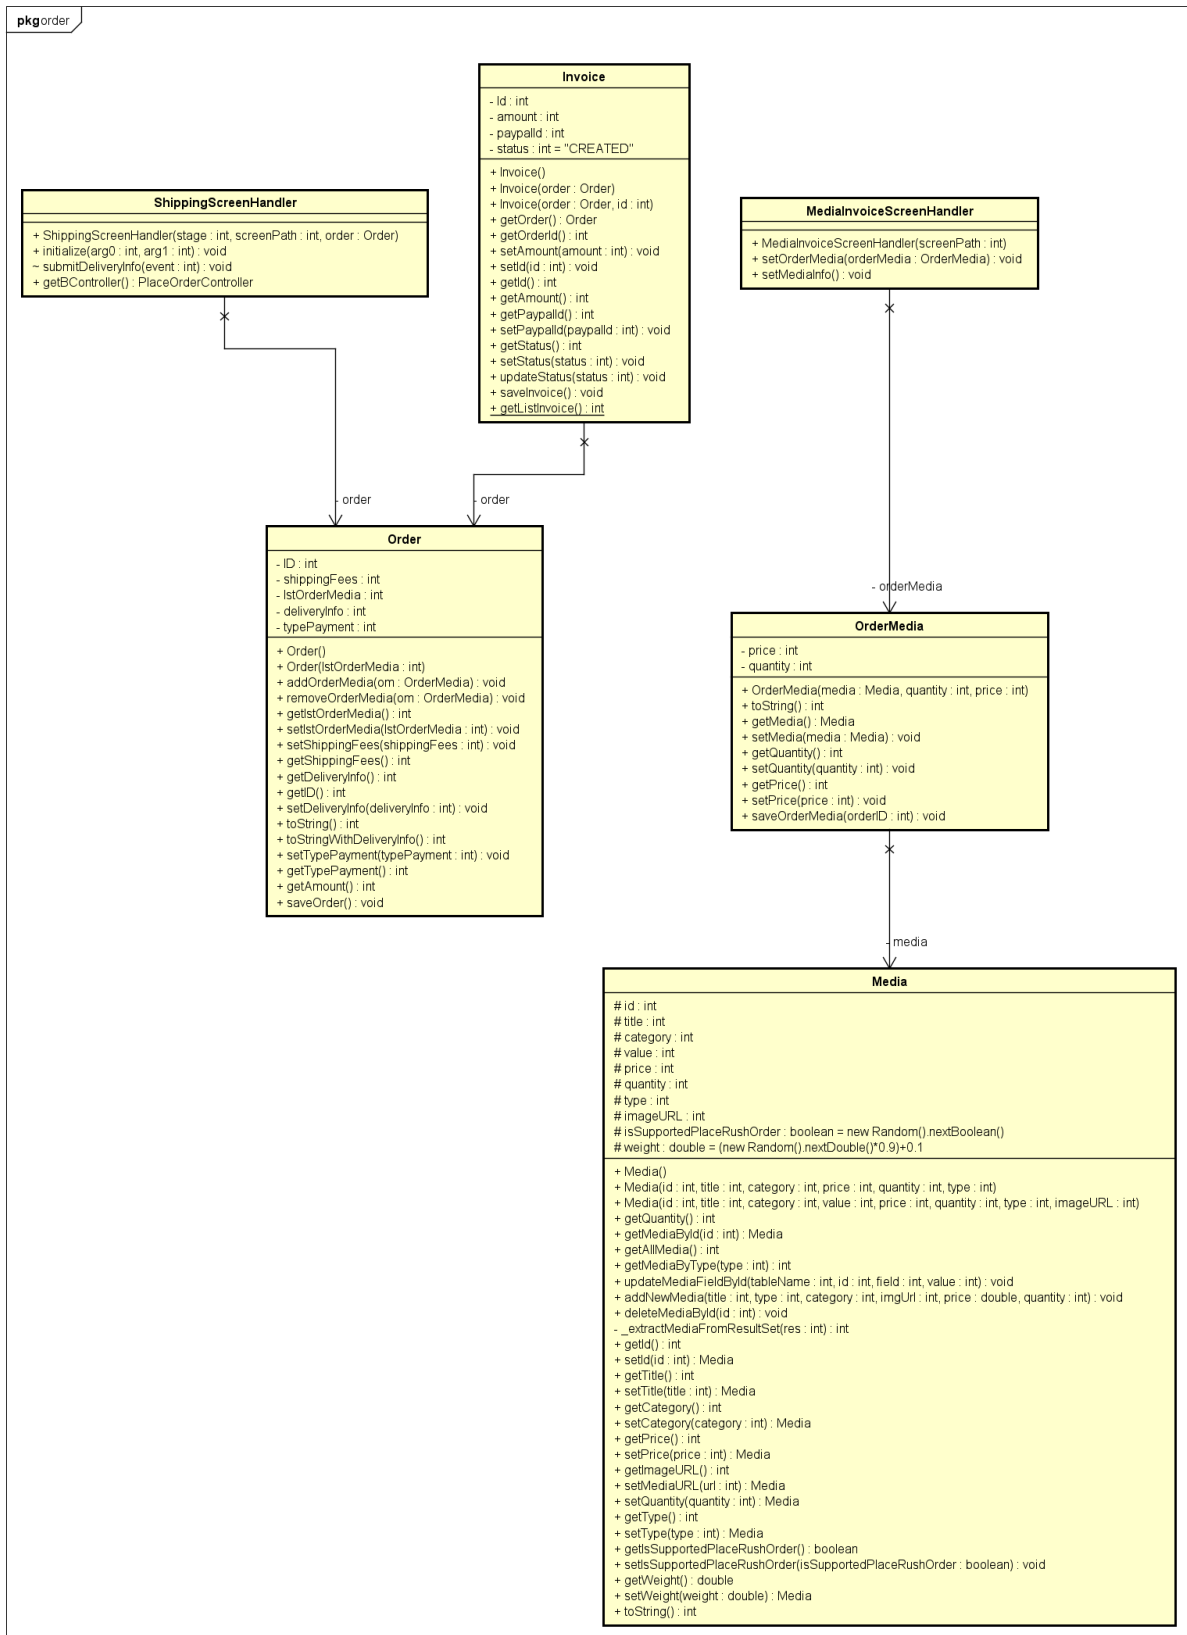 pkg order
Invoice
- Id : int
- amount : int
- paypalId : int
- status : int = "CREATED"
+ Invoice()
+ Invoice(order : Order)
+ Invoice(order : Order, id : int)
+ getOrder() : Order
+ getOrderId() : int
+ setAmount(amount : int) : void
+ setId(id : int) : void
+ getId() : int
+ getAmount() : int
+ getPaypalId() : int
+ setPaypalId(paypalId : int) : void
+ getStatus() : int
+ setStatus(status : int) : void
+ updateStatus(status : int) : void
+ saveInvoice() : void
+ getListInvoice() : int
ShippingScreenHandler
+ ShippingScreenHandler(stage : int, screenPath : int, order : Order)
+ initialize(arg0 : int, arg1 : int) : void
~ submitDeliveryInfo(event : int) : void
+ getBController() : PlaceOrderController
MediaInvoiceScreenHandler
+ MediaInvoiceScreenHandler(screenPath : int)
+ setOrderMedia(orderMedia : OrderMedia) : void
+ setMediaInfo() : void
- order
- order
Order
- ID : int
- shippingFees : int
- lstOrderMedia : int
- deliveryInfo : int
- typePayment : int
+ Order()
+ Order(lstOrderMedia : int)
+ addOrderMedia(om : OrderMedia) : void
+ removeOrderMedia(om : OrderMedia) : void
+ getlstOrderMedia() : int
+ setlstOrderMedia(lstOrderMedia : int) : void
+ setShippingFees(shippingFees : int) : void
+ getShippingFees() : int
+ getDeliveryInfo() : int
+ getID() : int
+ setDeliveryInfo(deliveryInfo : int) : void
+ toString() : int
+ toStringWithDeliveryInfo() : int
+ setTypePayment(typePayment : int) : void
+ getTypePayment() : int
+ getAmount() : int
+ saveOrder() : void
- orderMedia
OrderMedia
- price : int
- quantity : int
+ OrderMedia(media : Media, quantity : int, price : int)
+ toString() : int
+ getMedia() : Media
+ setMedia(media : Media) : void
+ getQuantity() : int
+ setQuantity(quantity : int) : void
+ getPrice() : int
+ setPrice(price : int) : void
+ saveOrderMedia(orderID : int) : void
- media
Media
# id : int
# title : int
# category : int
# value : int
# price : int
# quantity : int
# type : int
# imageURL : int
# isSupportedPlaceRushOrder : boolean = new Random().nextBoolean()
# weight : double = (new Random().nextDouble()*0.9)+0.1
+ Media()
+ Media(id : int, title : int, category : int, price : int, quantity : int, type : int)
+ Media(id : int, title : int, category : int, value : int, price : int, quantity : int, type : int, imageURL : int)
+ getQuantity() : int
+ getMediaById(id : int) : Media
+ getAllMedia() : int
+ getMediaByType(type : int) : int
+ updateMediaFieldById(tableName : int, id : int, field : int, value : int) : void
+ addNewMedia(title : int, type : int, category : int, imgUrl : int, price : double, quantity : int) : void
+ deleteMediaById(id : int) : void
- _extractMediaFromResultSet(res : int) : int
+ getId() : int
+ setId(id : int) : Media
+ getTitle() : int
+ setTitle(title : int) : Media
+ getCategory() : int
+ setCategory(category : int) : Media
+ getPrice() : int
+ setPrice(price : int) : Media
+ getImageURL() : int
+ setMediaURL(url : int) : Media
+ setQuantity(quantity : int) : Media
+ getType() : int
+ setType(type : int) : Media
+ getIsSupportedPlaceRushOrder() : boolean
+ setIsSupportedPlaceRushOrder(isSupportedPlaceRushOrder : boolean) : void
+ getWeight() : double
+ setWeight(weight : double) : Media
+ toString() : int